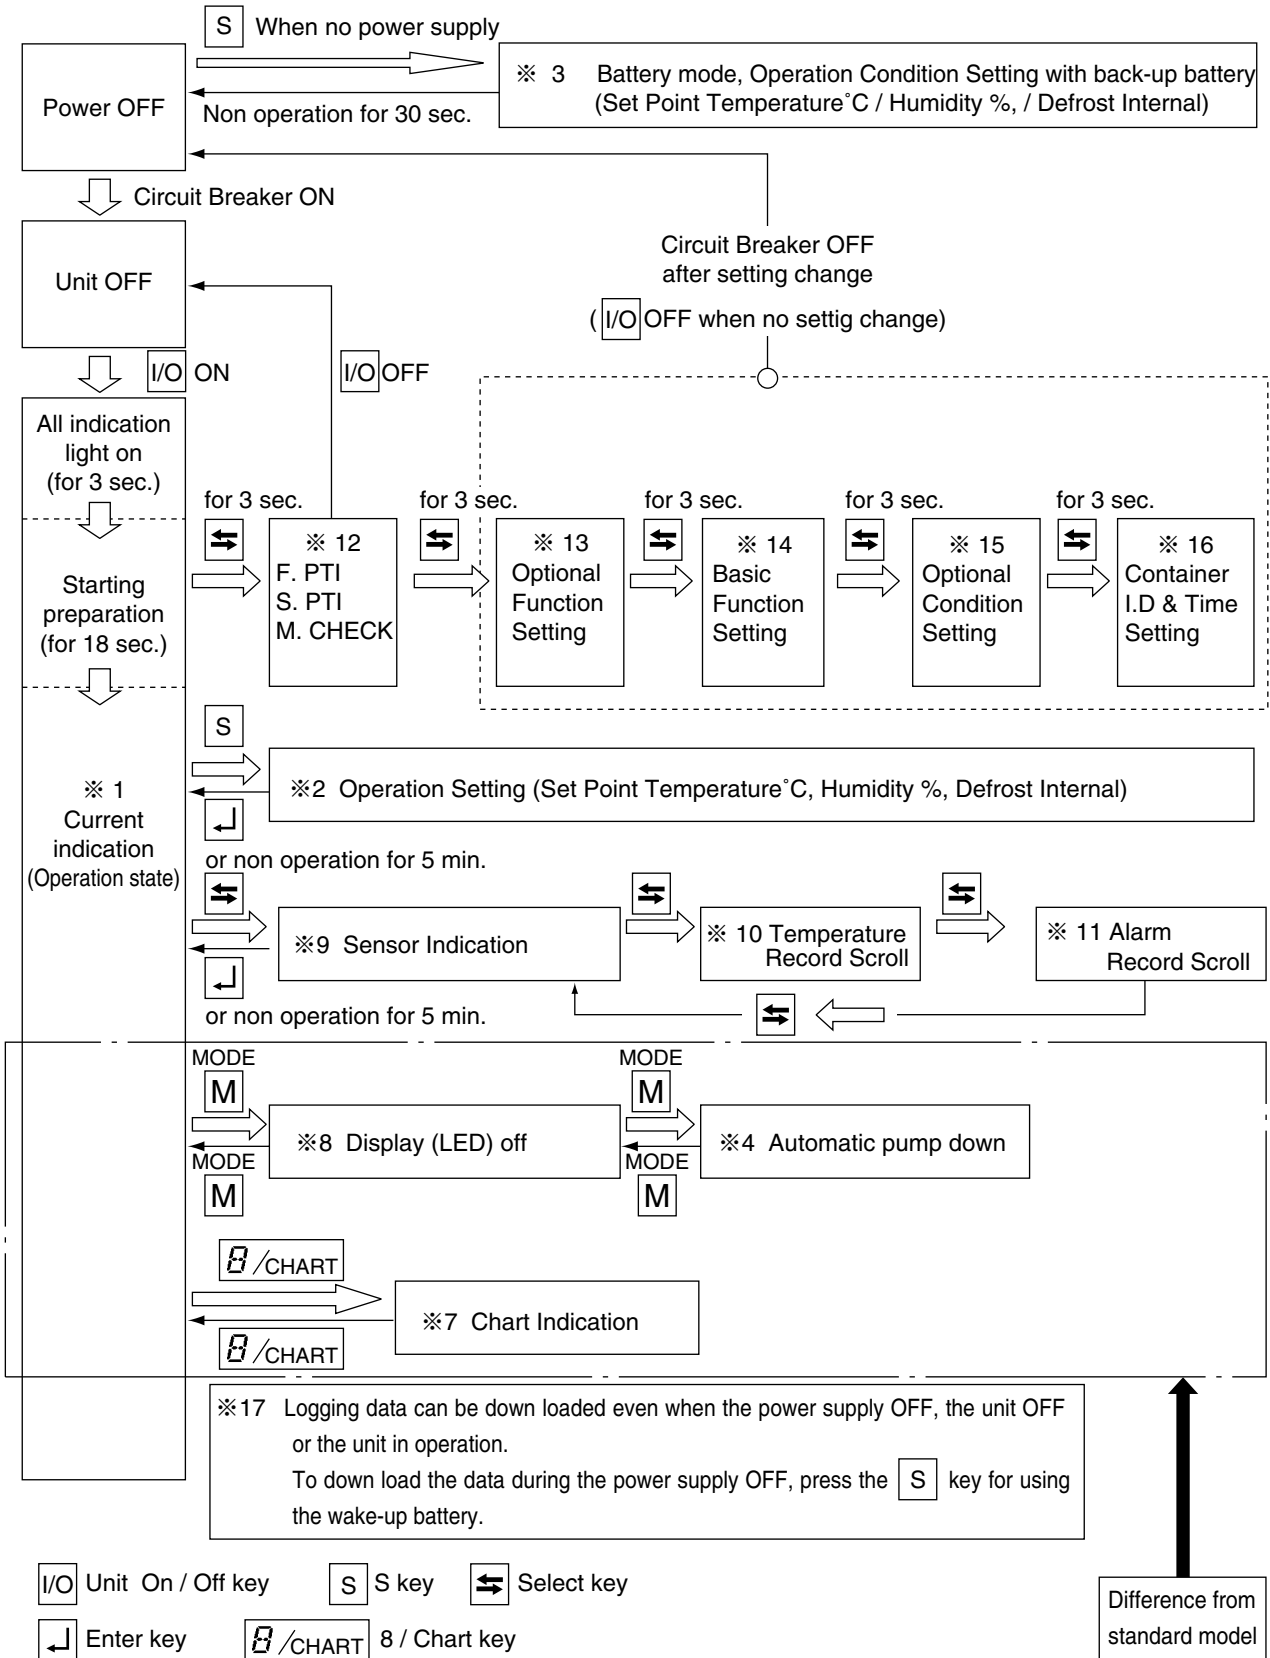 S When no power supply
Power OFF
※ 3 Battery mode, Operation Condition Setting with back-up battery
(Set Point Temperature˚C / Humidity %, / Defrost Internal)
Non operation for 30 sec.
Circuit Breaker ON
Unit OFF
Circuit Breaker OFF
after setting change
( I/O OFF when no settig change)
I/O ON
I/O OFF
All indication
light on
(for 3 sec.)
Starting
preparation
(for 18 sec.)
for 3 sec.
※ 12
F. PTI
S. PTI
M. CHECK
for 3 sec.
※ 13
Optional
Function
Setting
for 3 sec.
※ 14
Basic
Function
Setting
for 3 sec.
※ 15
Optional
Condition
Setting
for 3 sec.
※ 16
Container
I.D & Time
Setting
※ 1
Current
indication
(Operation state)
S
※2 Operation Setting (Set Point Temperature˚C, Humidity %, Defrost Internal)
or non operation for 5 min.
※9 Sensor Indication
※ 10 Temperature
Record Scroll
※ 11 Alarm
Record Scroll
or non operation for 5 min.
MODE
M
※8 Display (LED) off
MODE
M
MODE
M
※4 Automatic pump down
MODE
M
8 /CHART
※7 Chart Indication
8 /CHART
※17 Logging data can be down loaded even when the power supply OFF, the unit OFF
or the unit in operation.
To down load the data during the power supply OFF, press the S key for using
the wake-up battery.
I/O Unit On / Off key
S S key
Select key
Enter key
8 /CHART 8 / Chart key
Difference from
standard model